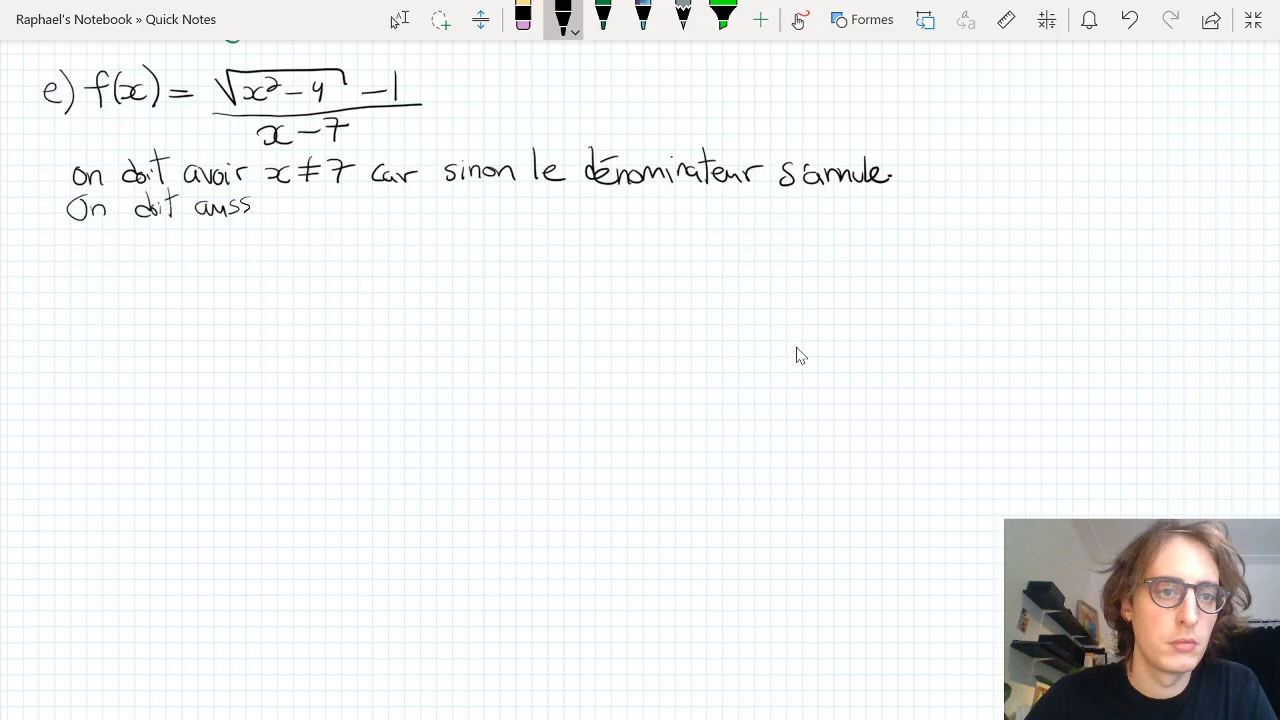 Raphael's Notebook » Quick Notes
Formes
e) f(x) = (√(x²-4) - 1) / (x-7)
on doit avoir x≠7 car sinon le dénominateur s'annule.
On doit auss